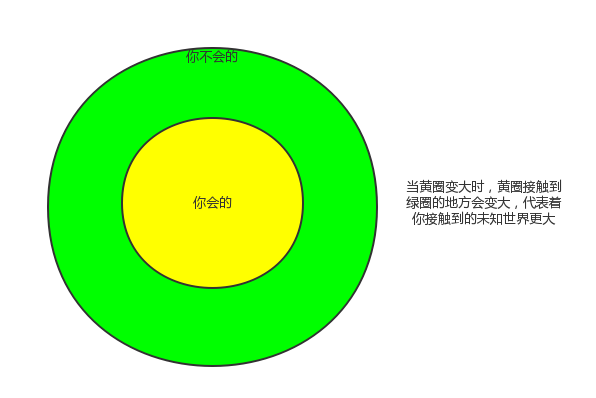 你不会的
你会的
当黄圈变大时，黄圈接触到
绿圈的地方会变大，代表着
你接触到的未知世界更大